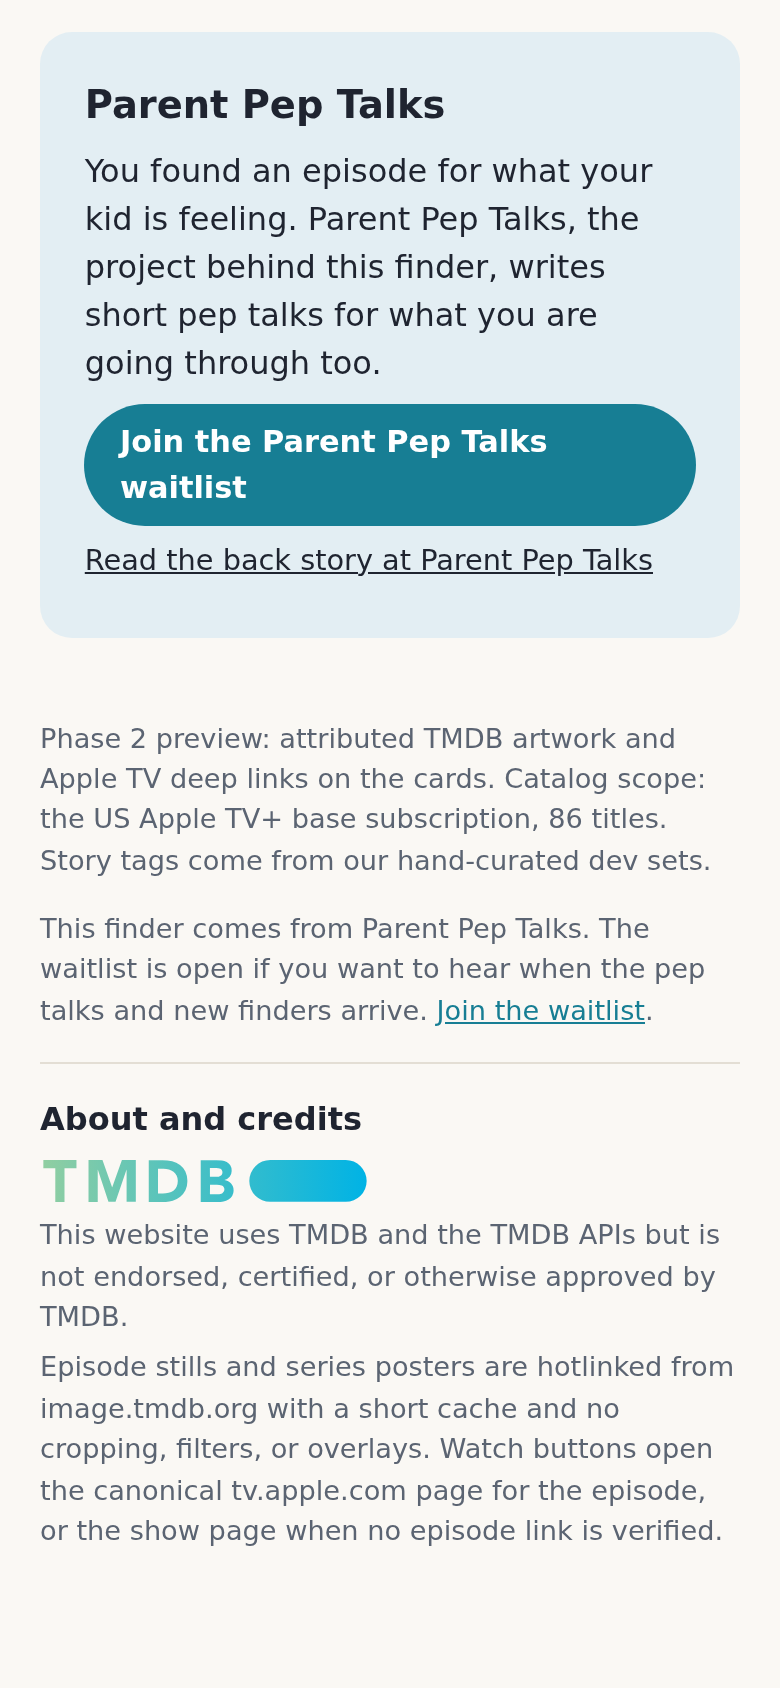 Parent Pep Talks
You found an episode for what your
kid is feeling. Parent Pep Talks, the
project behind this finder, writes
short pep talks for what you are
going through too.
Join the Parent Pep Talks
waitlist
Read the back story at Parent Pep Talks
Phase 2 preview: attributed TMDB artwork and
Apple TV deep links on the cards. Catalog scope:
the US Apple TV+ base subscription, 86 titles.
Story tags come from our hand-curated dev sets.
This finder comes from Parent Pep Talks. The
waitlist is open if you want to hear when the pep
talks and new finders arrive. Join the waitlist.
About and credits
TMDB
This website uses TMDB and the TMDB APIs but is
not endorsed, certified, or otherwise approved by
TMDB.
Episode stills and series posters are hotlinked from
image.tmdb.org with a short cache and no
cropping, filters, or overlays. Watch buttons open
the canonical tv.apple.com page for the episode,
or the show page when no episode link is verified.